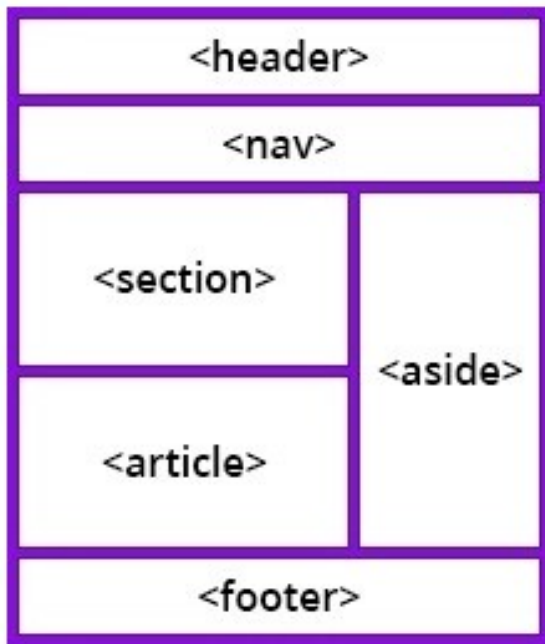 <header>
<nav>
<section>
<aside>
<article>
<footer>